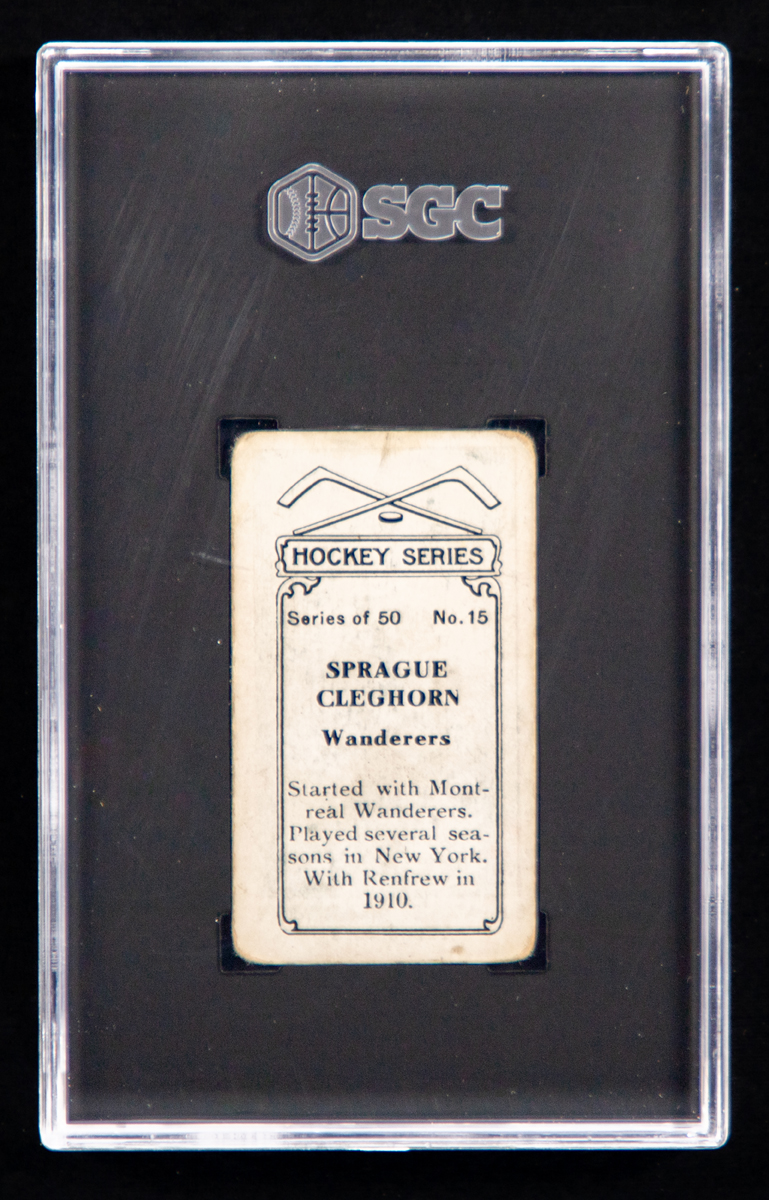 SGC
HOCKEY SERIES
Series of 50 No. 15
SPRAGUE
CLEGHORN
Wanderers
Started with Mont-
real Wanderers.
Played several sea-
sons in New York.
With Renfrew in
1910.